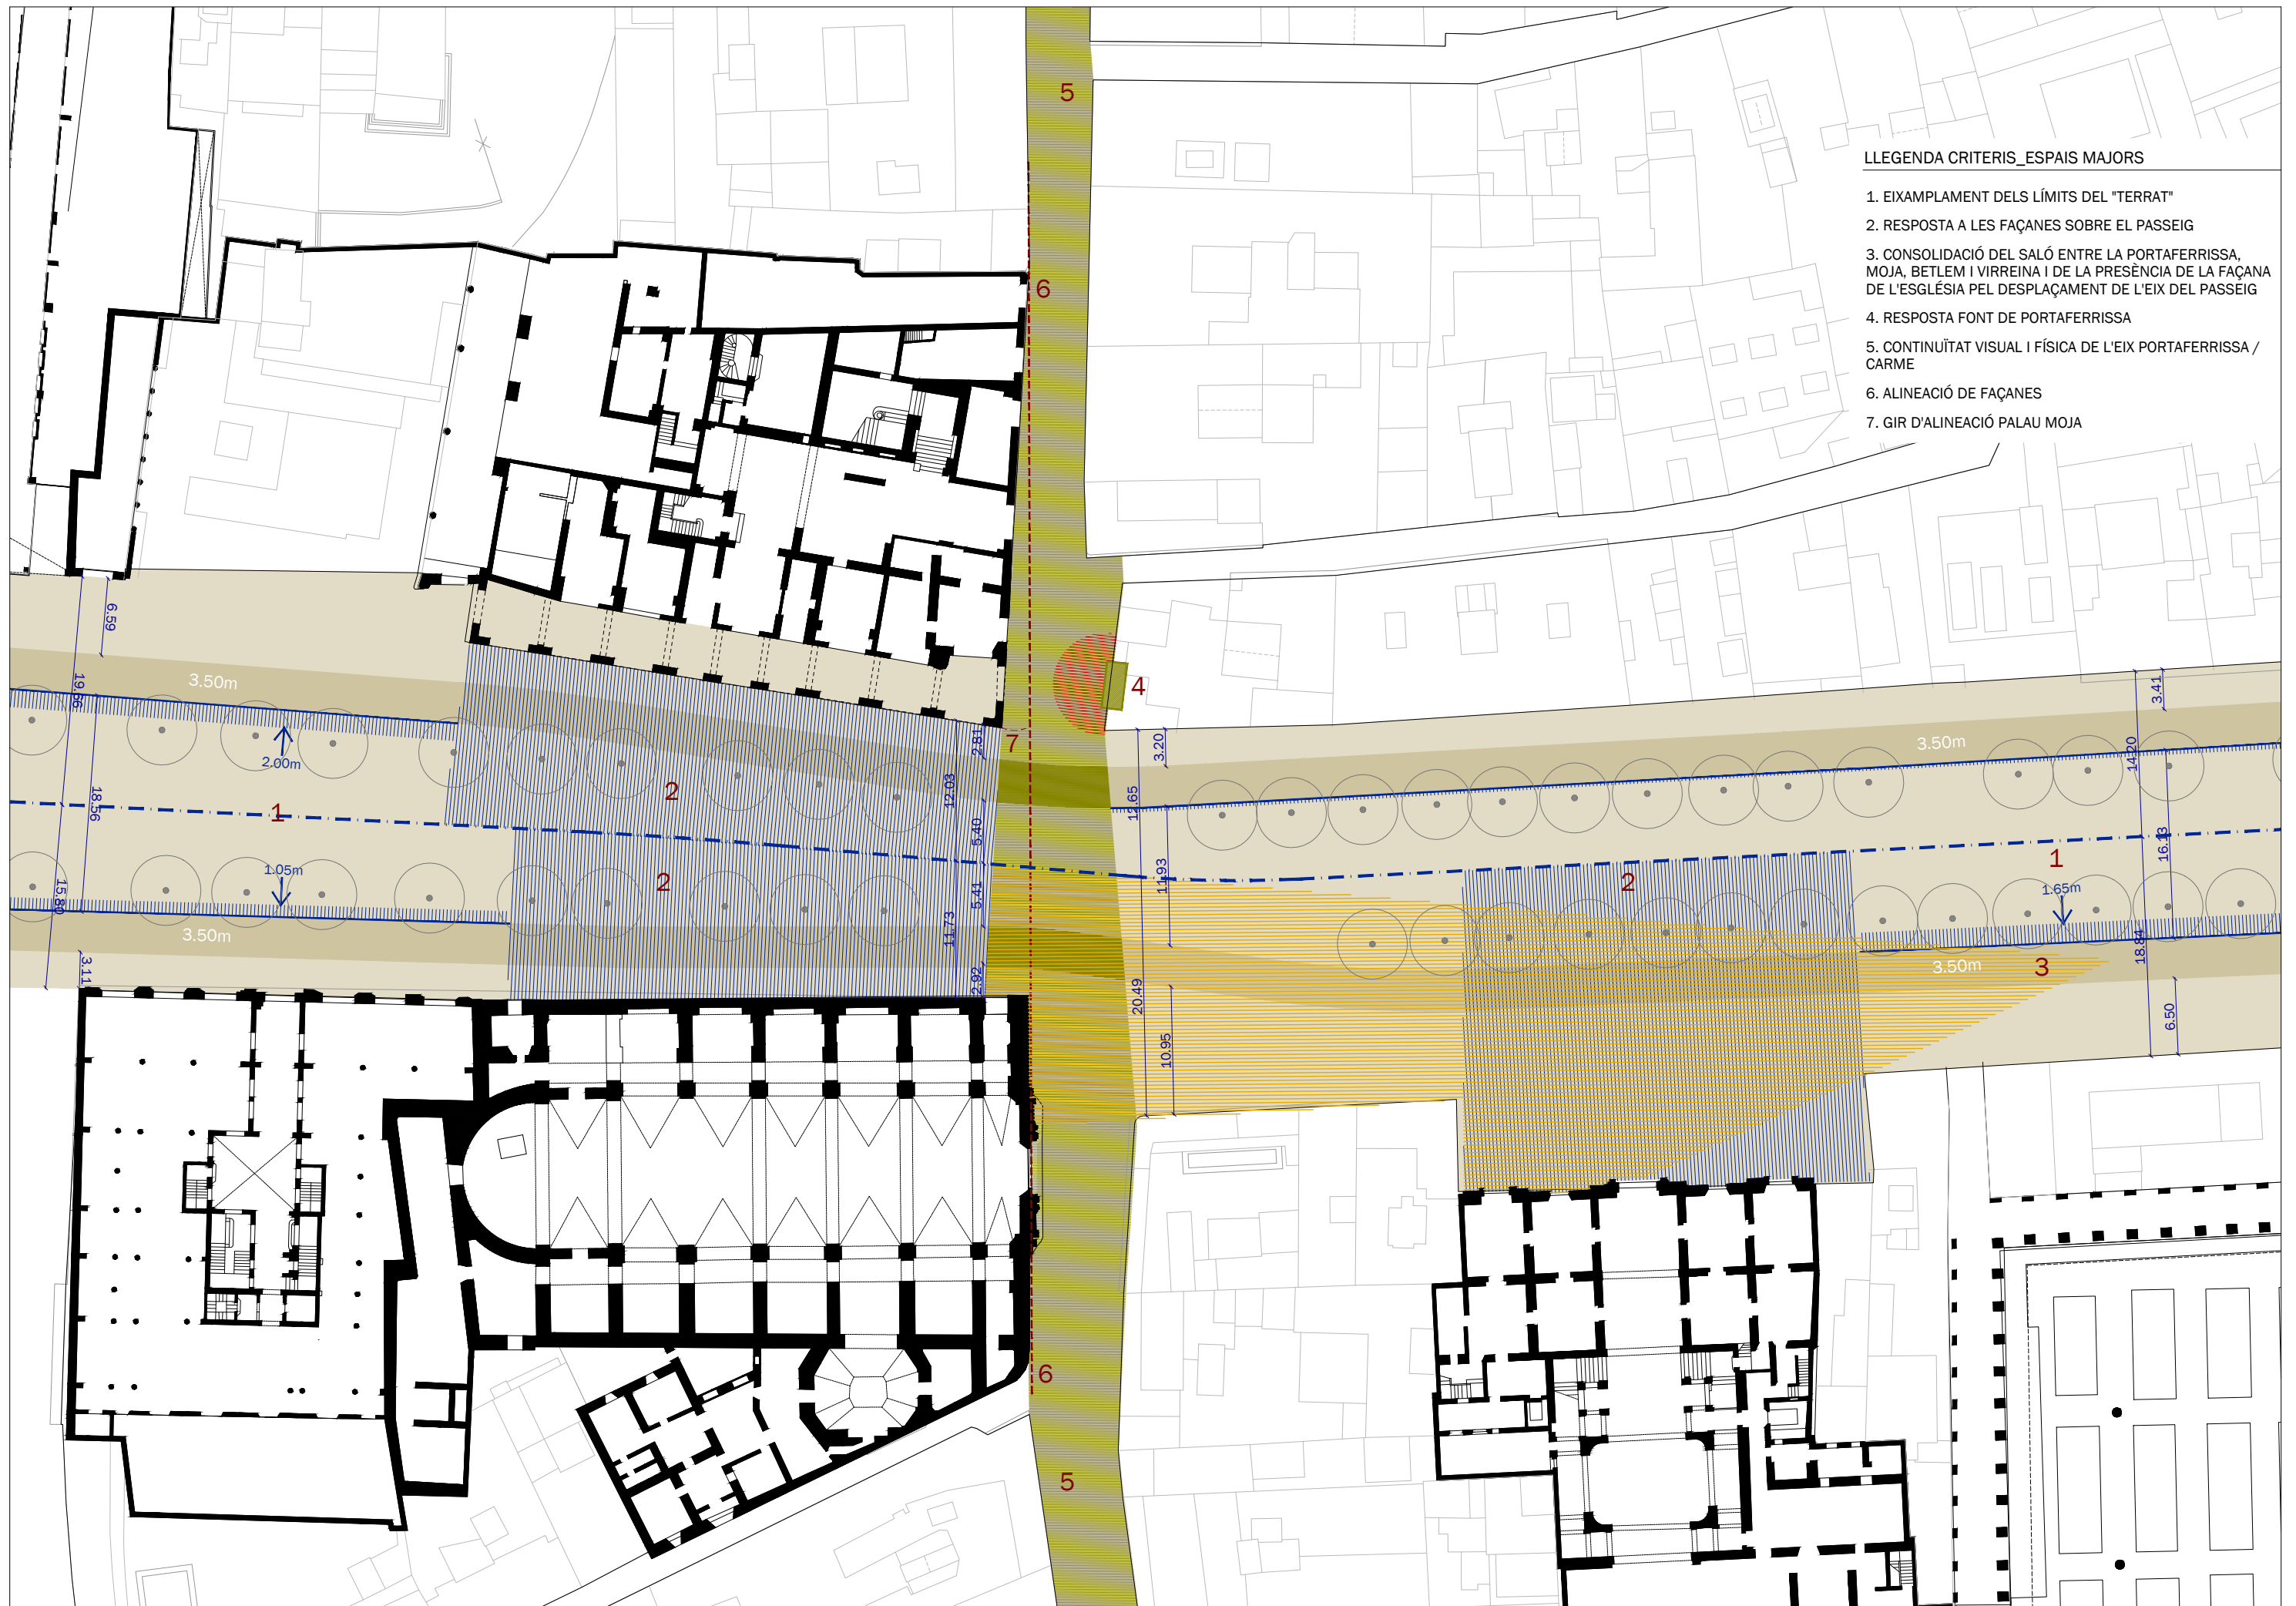 5
LLEGENDA CRITERIS_ESPAIS MAJORS
1. EIXAMPLAMENT DELS LÍMITS DEL "TERRAT"
2. RESPOSTA A LES FAÇANES SOBRE EL PASSEIG
3. CONSOLIDACIÓ DEL SALÓ ENTRE LA PORTAFERRISSA,
MOJA, BETLEM I VIRREINA I DE LA PRESÈNCIA DE LA FAÇANA
DE L'ESGLÉSIA PEL DESPLAÇAMENT DE L'EIX DEL PASSEIG
4. RESPOSTA FONT DE PORTAFERRISSA
5. CONTINUÏTAT VISUAL I FÍSICA DE L'EIX PORTAFERRISSA /
CARME
6. ALINEACIÓ DE FAÇANES
7. GIR D'ALINEACIÓ PALAU MOJA
6
6.59
3.50m
19.66
4
3.41
7
2.81
3.20
3.50m
14.20
2.00m
2
12.03
12.65
18.56
1
5.40
16.13
1
1.05m
2
5.41
11.93
2
1.65m
15.80
3.50m
11.73
18.84
3.50m
3
3.11
2.92
20.49
6.50
10.95
6
5